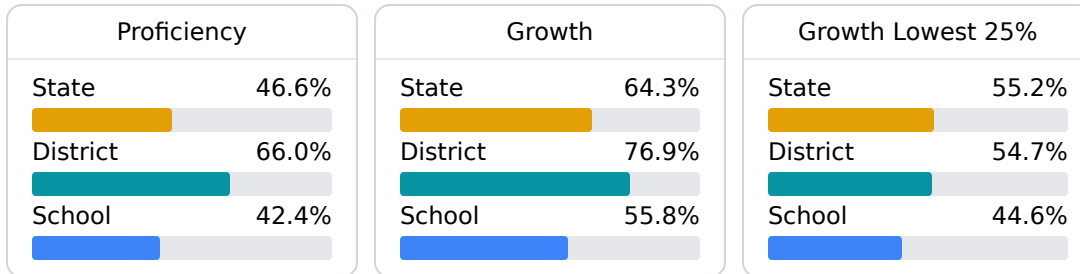 Proficiency
State 46.6%
District 66.0%
School 42.4%
Growth
State 64.3%
District 76.9%
School 55.8%
Growth Lowest 25%
State 55.2%
District 54.7%
School 44.6%